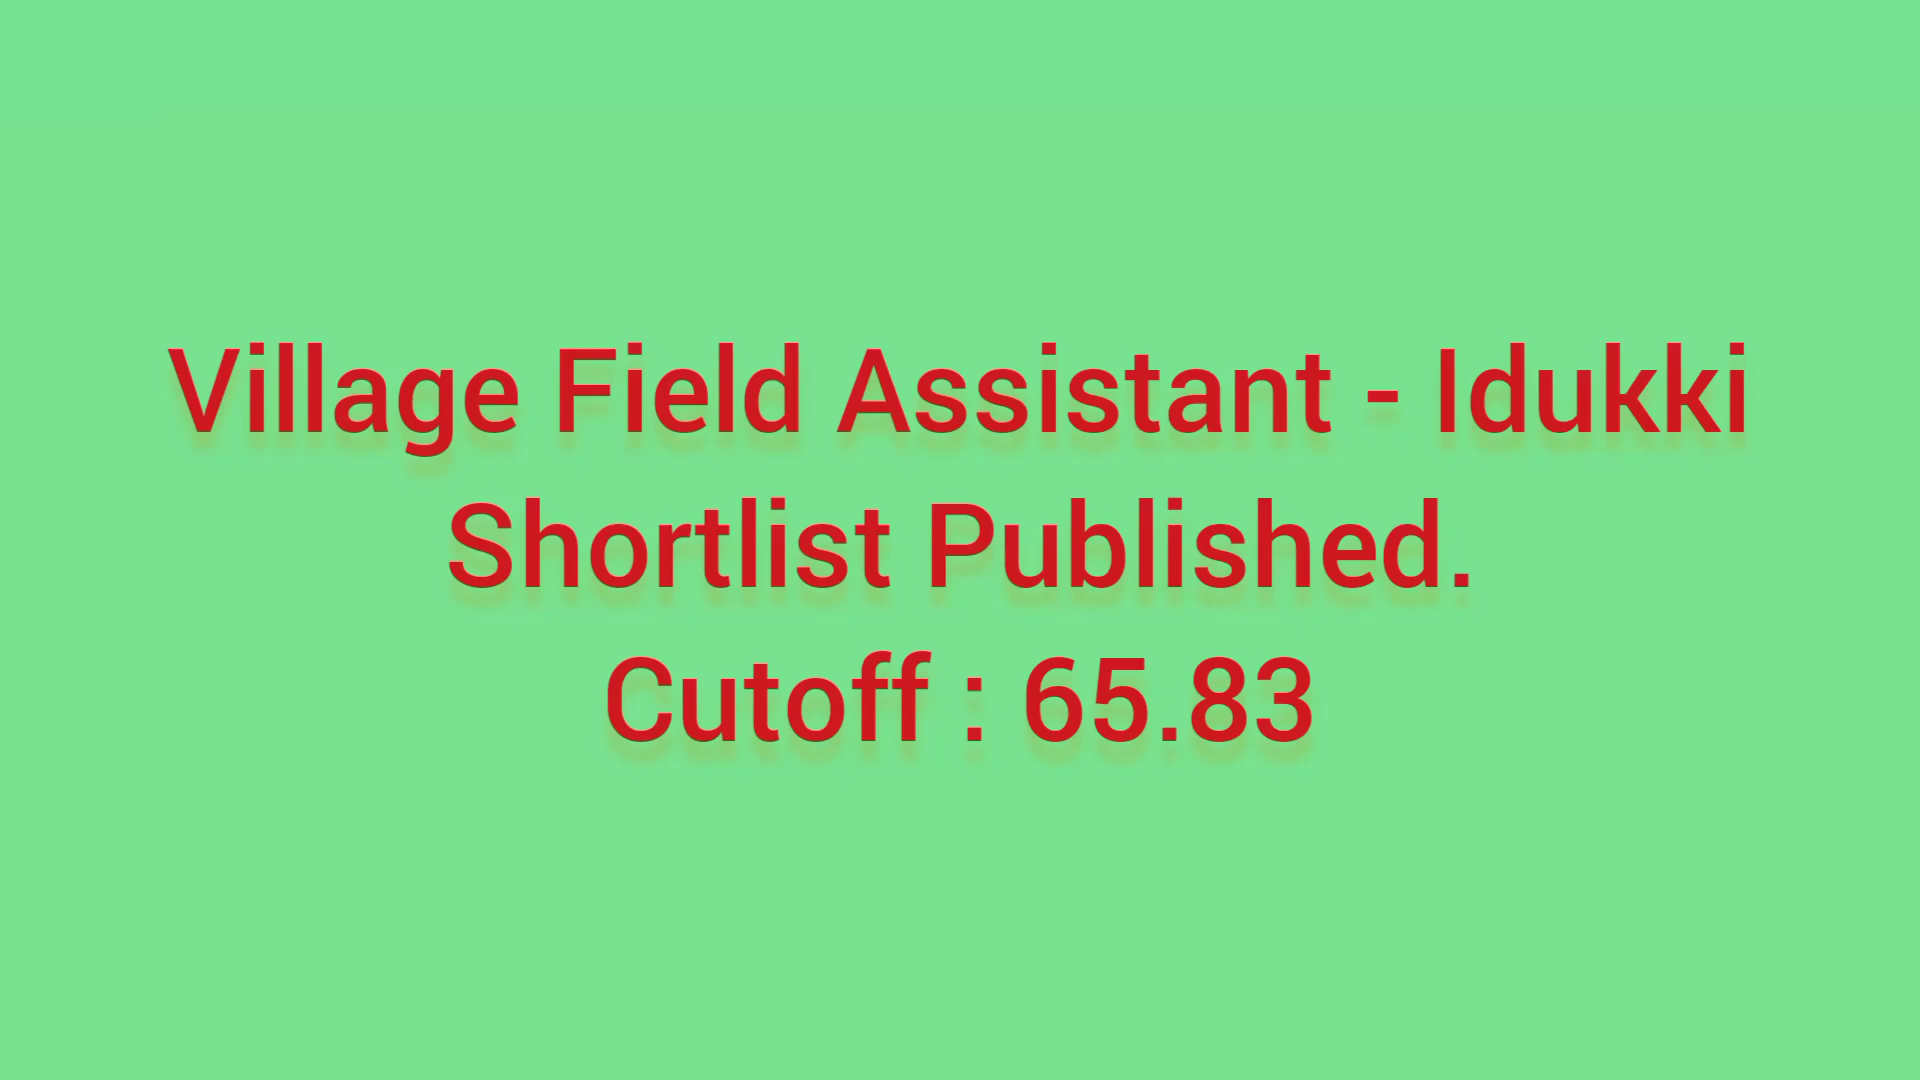 Village Field Assistant - Idukki
Shortlist Published.
Cutoff : 65.83